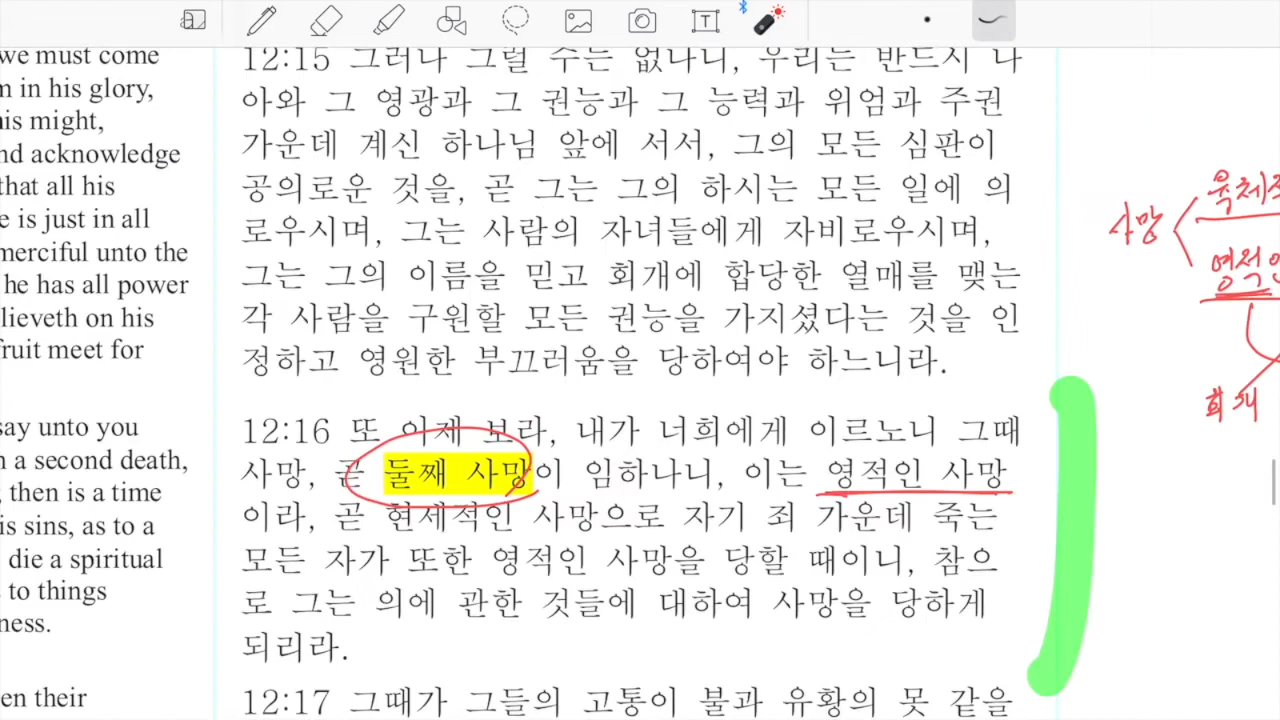 we must come
m in his glory,
his might,
nd acknowledge
that all his
e is just in all
merciful unto the
he has all power
lieveth on his
fruit meet for
say unto you
n a second death,
, then is a time
is sins, as to a
die a spiritual
to things
ness.
en their
12:15 그러나 그럴 수는 없나니, 우리는 반드시 나
아와 그 영광과 그 권능과 그 능력과 위엄과 주권
가운데 계신 하나님 앞에 서서, 그의 모든 심판이
공의로운 것을, 곧 그는 그의 하시는 모든 일에 의
로우시며, 그는 사람의 자녀들에게 자비로우시며,
그는 그의 이름을 믿고 회개에 합당한 열매를 맺는
각 사람을 구원할 모든 권능을 가지셨다는 것을 인
정하고 영원한 부끄러움을 당하여야 하느니라.
12:16 또 이제 보라, 내가 너희에게 이르노니 그때
사망, 곧 둘째 사망이 임하나니, 이는 영적인 사망
이라, 곧 현세적인 사망으로 자기 죄 가운데 죽는
모든 자가 또한 영적인 사망을 당할 때이니, 참으
로 그는 의에 관한 것들에 대하여 사망을 당하게
되리라.
12:17 그때가 그들의 고통이 불과 유황의 못 같을
사망
육체적
영적인
회개